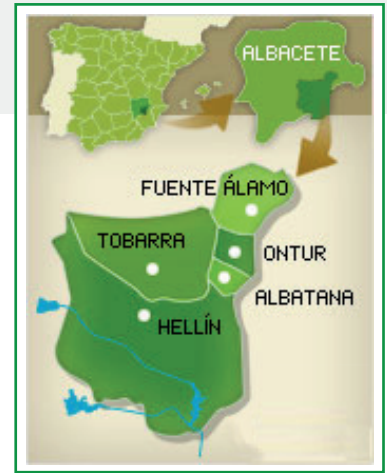 ALBACETE
FUENTE ÁLAMO
TOBARRA
ONTUR
ALBATANA
HELLÍN